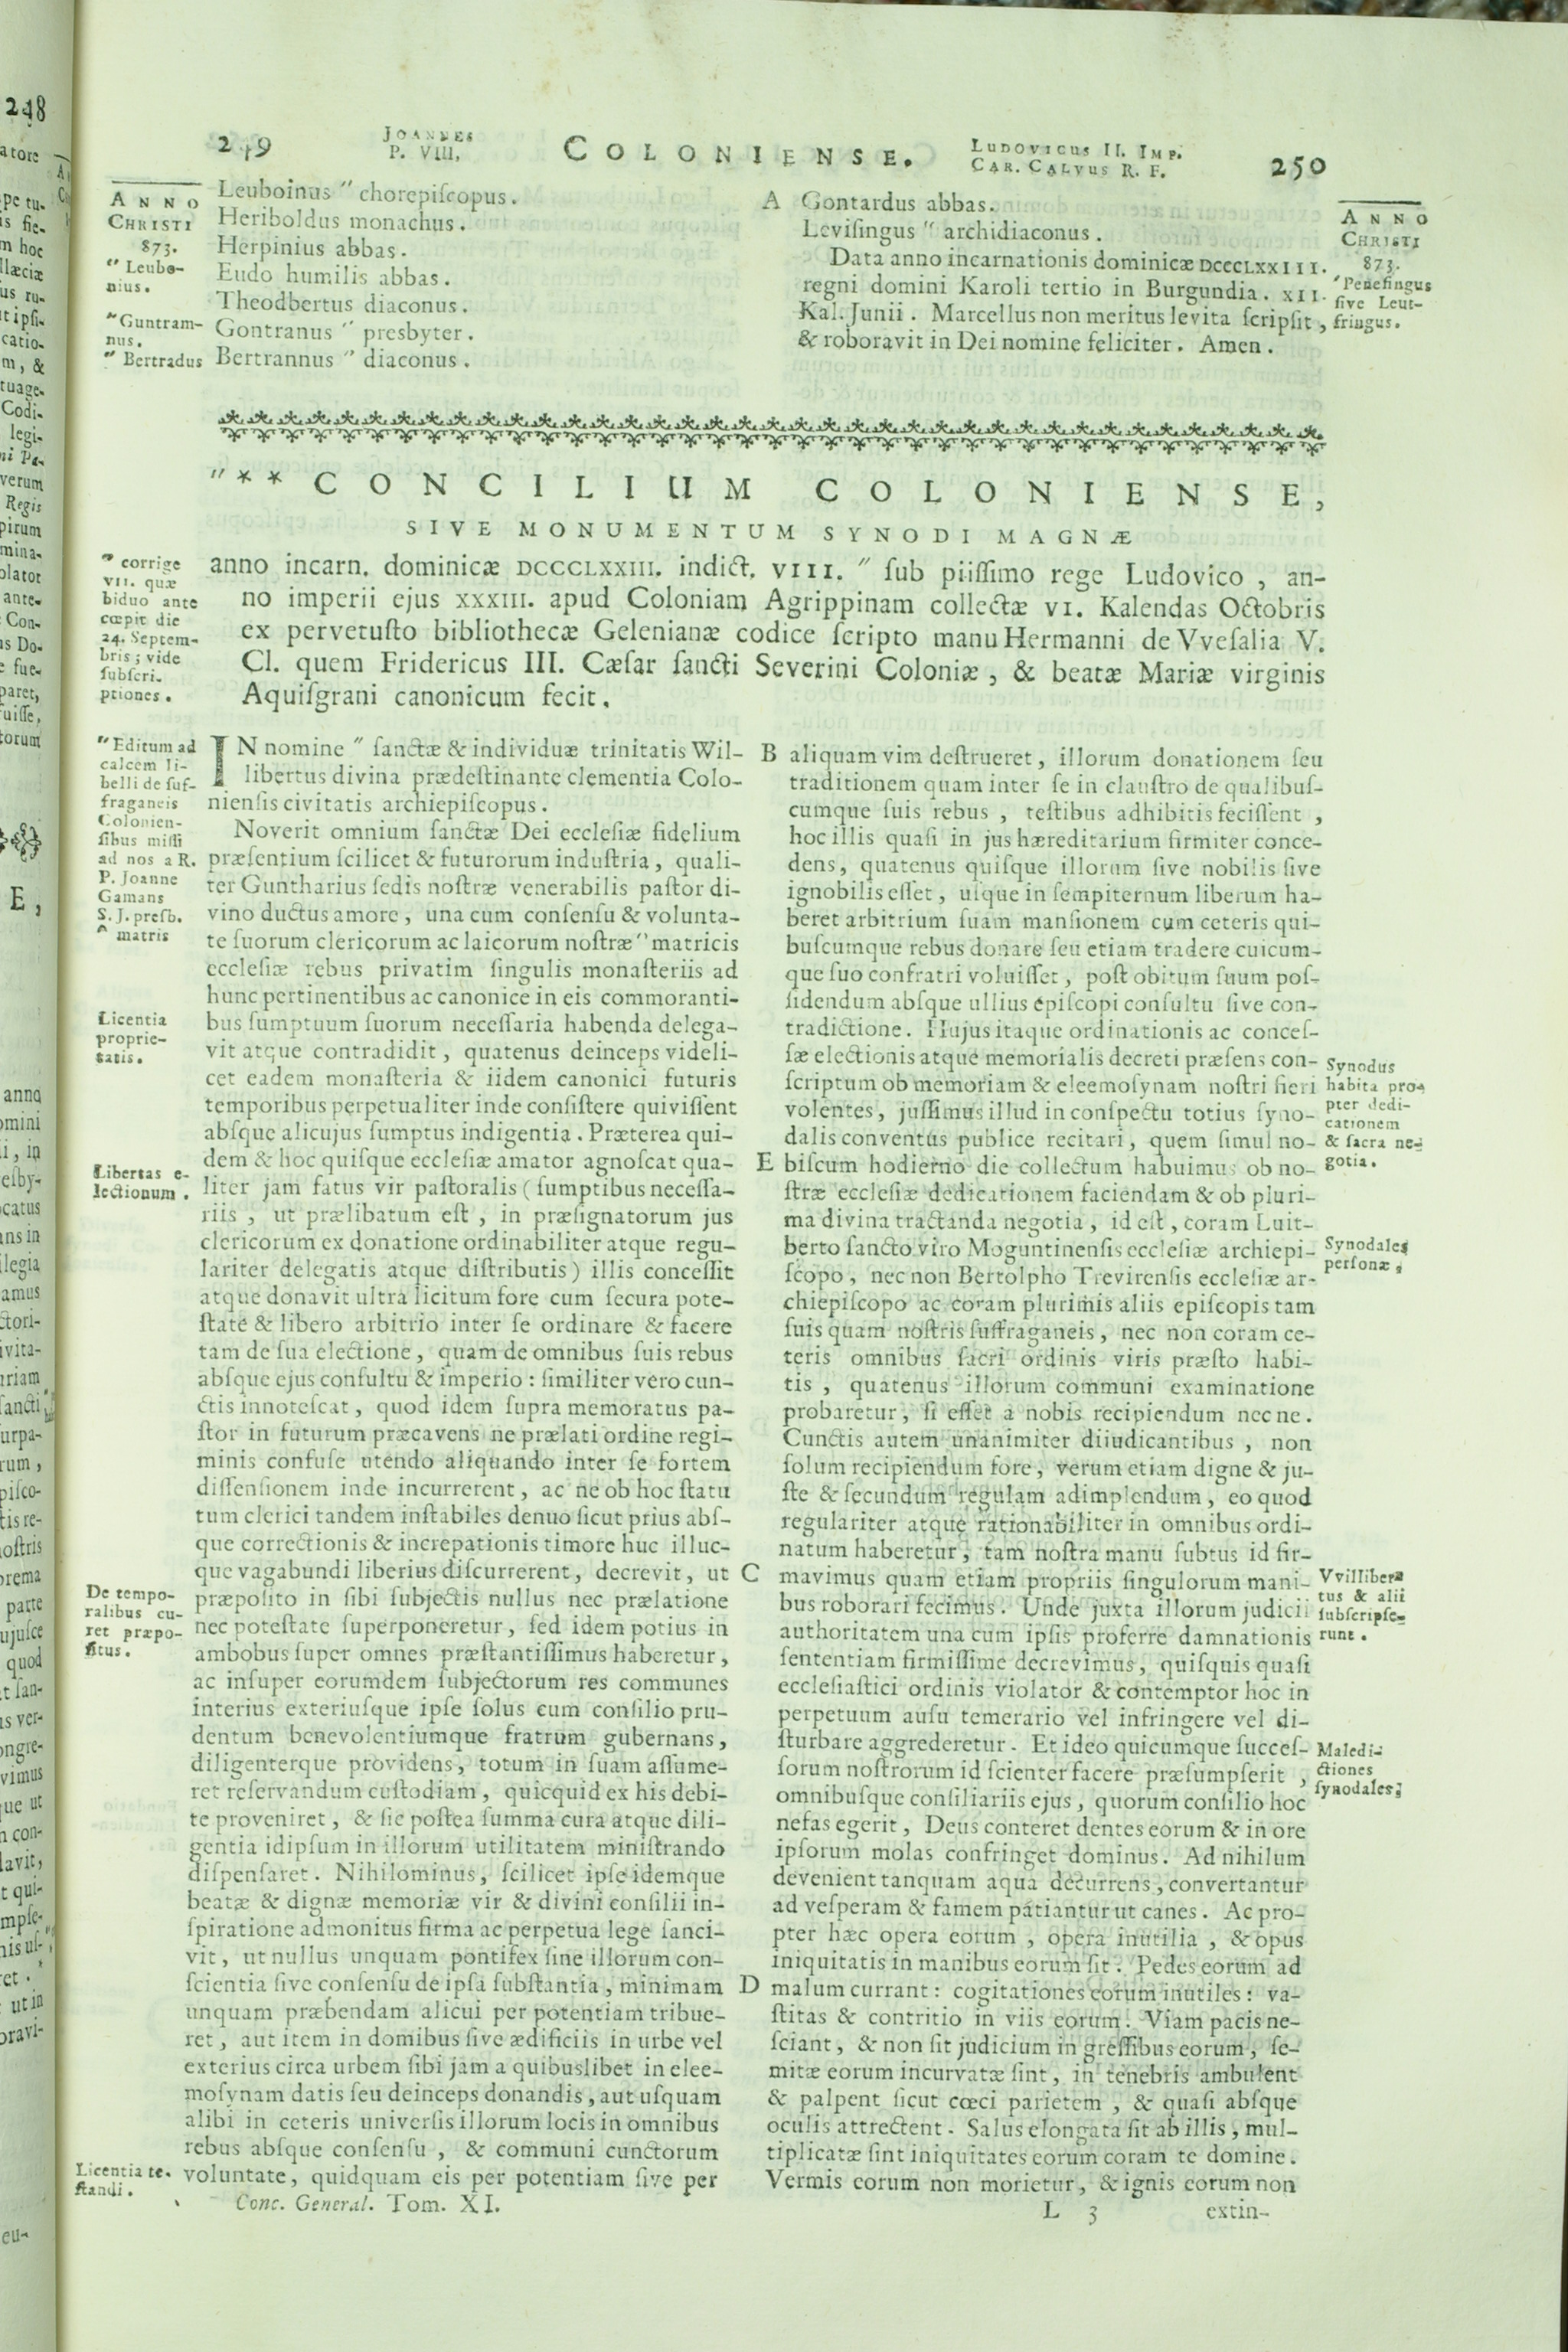 249
JOANNES
P. VIII,
COLONIENSE.
LUDOVICUS II. IMP.
CAR. CALVUS R. F.
250
ANNO
CHRISTI
873.
" Leubo-
nius.
" Guntram-
nus.
" Bertradus
Leuboinus " chorepiſcopus.
Heriboldus monachus.
Herpinius abbas.
Eudo humilis abbas.
Theodbertus diaconus.
Gontranus " presbyter.
Bertrannus " diaconus.
A Gontardus abbas.
Leviſingus " archidiaconus.
Data anno incarnationis dominicæ DCCCLXXIII.
regni domini Karoli tertio in Burgundia. XII.
Kal. Junii. Marcellus non meritus levita ſcripſit,
& roboravit in Dei nomine feliciter. Amen.
ANNO
CHRISTI
873.
" Peneſingus
ſive Leut-
fringus.
" * * CONCILIUM COLONIENSE,
SIVE MONUMENTUM SYNODI MAGNÆ
anno incarn. dominicæ DCCCLXXIII. indict. VIII. " ſub piiſſimo rege Ludovico, an-
no imperii ejus XXXIII. apud Coloniam Agrippinam collectæ VI. Kalendas Octobris
ex pervetuſto bibliothecæ Gelenianæ codice ſcripto manu Hermanni de Vveſalia V.
Cl. quem Fridericus III. Cæſar ſancti Severini Coloniæ, & beatæ Mariæ virginis
Aquiſgrani canonicum fecit.
" corrige
VII. quæ
biduo ante
cœpit die
24. Septem-
bris; vide
ſubſcri-
ptiones.
" Editum ad
calcem li-
belli de ſuf-
fraganeis
Colonien-
ſibus miſſi
ad nos a R.
P. Joanne
Gamans
S. J. presb.
" matris
Licentia
proprie-
tatis.
Libertas e-
lectionum.
De tempo-
ralibus cu-
ret præpo-
ſitus.
Licentia te-
ſtandi.
IN nomine " ſanctæ & individuæ trinitatis Wil-
libertus divina prædeſtinante clementia Colo-
nienſis civitatis archiepiſcopus.
Noverit omnium ſanctæ Dei eccleſiæ fidelium
præſentium ſcilicet & futurorum induſtria, quali-
ter Guntharius ſedis noſtræ venerabilis paſtor di-
vino ductus amore, una cum conſenſu & volunta-
te ſuorum clericorum ac laicorum noſtræ " matricis
eccleſiæ rebus privatim ſingulis monaſteriis ad
hunc pertinentibus ac canonice in eis commoranti-
bus ſumptuum ſuorum neceſſaria habenda delega-
vit atque contradidit, quatenus deinceps videli-
cet eadem monaſteria & iidem canonici futuris
temporibus perpetualiter inde conſiſtere quiviſſent
abſque alicujus ſumptus indigentia. Præterea qui-
dem & hoc quiſque eccleſiæ amator agnoſcat qua-
liter jam fatus vir paſtoralis (ſumptibus neceſſa-
riis, ut prælibatum eſt, in præſignatorum jus
clericorum ex donatione ordinabiliter atque regu-
lariter delegatis atque diſtributis) illis conceſſit
atque donavit ultra licitum fore cum ſecura pote-
ſtate & libero arbitrio inter ſe ordinare & facere
tam de ſua electione, quam de omnibus ſuis rebus
abſque ejus conſultu & imperio: ſimiliter vero cun-
ctis innoteſcat, quod idem ſupra memoratus pa-
ſtor in futurum præcavens ne prælati ordine regi-
minis confuſe utendo aliquando inter ſe fortem
diſſenſionem inde incurrerent, ac ne ob hoc ſtatu
tum clerici tandem inſtabiles denuo ſicut prius abſ-
que correctionis & increpationis timore huc illuc-
que vagabundi liberius diſcurrerent, decrevit, ut
præpoſito in ſibi ſubjectis nullus nec prælatione
nec poteſtate ſuperponeretur, ſed idem potius in
ambobus ſuper omnes præſtantiſſimus haberetur,
ac inſuper eorumdem ſubjectorum res communes
interius exteriuſque ipſe ſolus cum conſilio pru-
dentum benevolentiumque fratrum gubernans,
diligenterque providens, totum in ſuam aſſume-
ret reſervandum cuſtodiam, quicquid ex his debi-
te proveniret, & ſic poſtea ſumma cura atque dili-
gentia idipſum in illorum utilitatem miniſtrando
diſpenſaret. Nihilominus, ſcilicet ipſe idemque
beatæ & dignæ memoriæ vir & divini conſilii in-
ſpiratione admonitus firma ac perpetua lege ſanci-
vit, ut nullus unquam pontifex ſine illorum con-
ſcientia ſive conſenſu de ipſa ſubſtantia, minimam
unquam præbendam alicui per potentiam tribue-
ret, aut item in domibus ſive ædificiis in urbe vel
exterius circa urbem ſibi jam a quibuslibet in elee-
moſynam datis ſeu deinceps donandis, aut uſquam
alibi in ceteris univerſis illorum locis in omnibus
rebus abſque conſenſu, & communi cunctorum
voluntate, quidquam eis per potentiam ſive per
Conc. General. Tom. XI.
B aliquam vim deſtrueret, illorum donationem ſeu
traditionem quam inter ſe in clauſtro de qualibuſ-
cumque ſuis rebus, teſtibus adhibitis feciſſent,
hoc illis quaſi in jus hæreditarium firmiter conce-
dens, quatenus quiſque illorum ſive nobilis ſive
ignobilis eſſet, uſque in ſempiternum liberum ha-
beret arbitrium ſuam manſionem cum ceteris qui-
buſcumque rebus donare ſeu etiam tradere cuicum-
que ſuo confratri voluiſſet, poſt obitum ſuum poſ-
ſidendum abſque ullius epiſcopi conſultu ſive con-
tradictione. Hujus itaque ordinationis ac conceſ-
ſæ electionis atque memorialis decreti præſens con-
ſcriptum ob memoriam & eleemoſynam noſtri fieri
volentes, juſſimus illud in conſpectu totius ſyno-
dalis conventus publice recitari, quem ſimul no-
E biſcum hodierno die collectum habuimus ob no-
ſtræ eccleſiæ dedicationem faciendam & ob pluri-
ma divina tractanda negotia, id eſt, coram Luit-
berto ſancto viro Moguntinenſis eccleſiæ archiepi-
ſcopo, nec non Bertolpho Trevirenſis eccleſiæ ar-
chiepiſcopo ac coram plurimis aliis epiſcopis tam
ſuis quam noſtris ſuffraganeis, nec non coram ce-
teris omnibus ſacri ordinis viris præſto habi-
tis, quatenus illorum communi examinatione
probaretur, ſi eſſet a nobis recipiendum nec ne.
Cunctis autem unanimiter diiudicantibus, non
ſolum recipiendum fore, verum etiam digne & ju-
ſte & ſecundum regulam adimplendum, eo quod
regulariter atque rationabiliter in omnibus ordi-
natum haberetur, tam noſtra manu ſubtus id fir-
C mavimus quam etiam propriis ſingulorum mani-
bus roborari fecimus. Unde juxta illorum judicii
authoritatem una cum ipſis proferre damnationis
ſententiam firmiſſime decrevimus, quiſquis quaſi
eccleſiaſtici ordinis violator & contemptor hoc in
perpetuum auſu temerario vel infringere vel di-
ſturbare aggrederetur. Et ideo quicumque ſucceſ-
ſorum noſtrorum id ſcienter facere præſumpſerit,
omnibuſque conſiliariis ejus, quorum conſilio hoc
nefas egerit, Deus conteret dentes eorum & in ore
ipſorum molas confringet dominus. Ad nihilum
devenient tanquam aqua decurrens, convertantur
ad veſperam & famem patiantur ut canes. Ac pro-
pter hæc opera eorum, opera inutilia, & opus
iniquitatis in manibus eorum ſit. Pedes eorum ad
D malum currant: cogitationes eorum inutiles: va-
ſtitas & contritio in viis eorum. Viam pacis ne-
ſciant, & non ſit judicium in greſſibus eorum, ſe-
mitæ eorum incurvatæ ſint, in tenebris ambulent
& palpent ſicut cœci parietem, & quaſi abſque
oculis attrectent. Salus elongata ſit ab illis, mul-
tiplicatæ ſint iniquitates eorum coram te domine.
Vermis eorum non morietur, & ignis eorum non
L 3 extin-
Synodus
habita pro-
pter dedi-
cationem
& ſacra ne-
gotia.
Synodales
perſonæ.
Vvilliber-
tus & alii
ſubſcripſe-
runt.
Maledi-
ctiones
ſynodales.